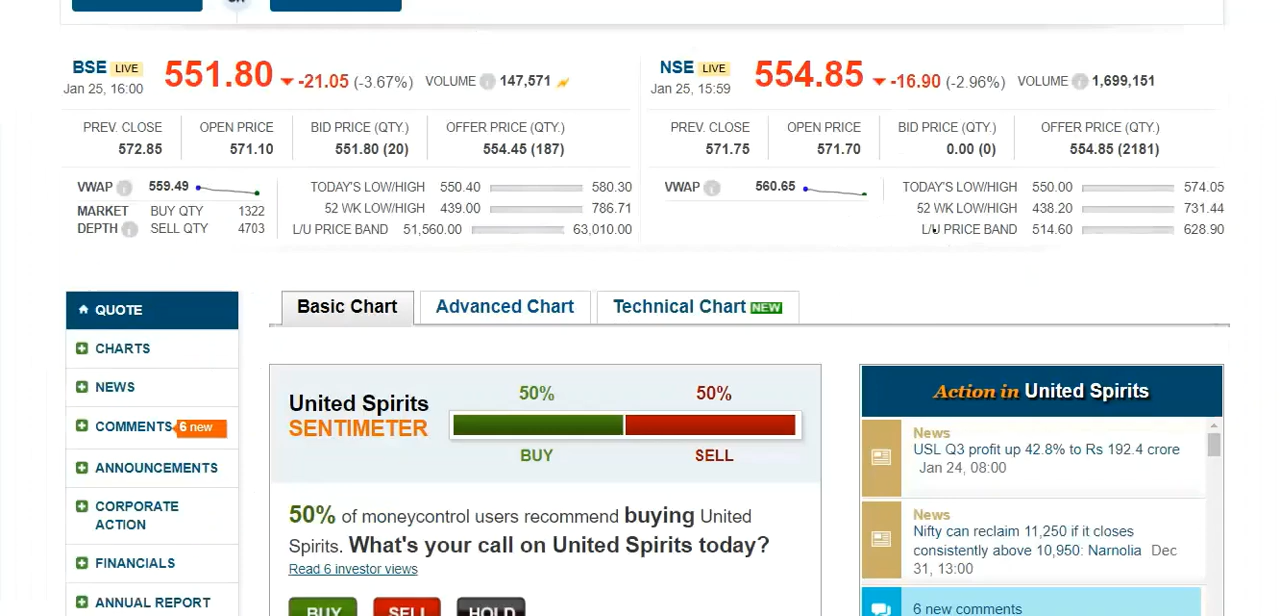 BSE LIVE 551.80 -21.05 (-3.67%) VOLUME i 147,571
Jan 25, 16:00
PREV. CLOSE OPEN PRICE BID PRICE (QTY.) OFFER PRICE (QTY.)
572.85 571.10 551.80 (20) 554.45 (187)
VWAP i 559.49
MARKET BUY QTY 1322
DEPTH i SELL QTY 4703
TODAY'S LOW/HIGH 550.40 580.30
52 WK LOW/HIGH 439.00 786.71
L/U PRICE BAND 51,560.00 63,010.00
NSE LIVE 554.85 -16.90 (-2.96%) VOLUME i 1,699,151
Jan 25, 15:59
PREV. CLOSE OPEN PRICE BID PRICE (QTY.) OFFER PRICE (QTY.)
571.75 571.70 0.00 (0) 554.85 (2181)
VWAP i 560.65
TODAY'S LOW/HIGH 550.00 574.05
52 WK LOW/HIGH 438.20 731.44
L/U PRICE BAND 514.60 628.90
QUOTE
CHARTS
NEWS
COMMENTS 6 new
ANNOUNCEMENTS
CORPORATE
ACTION
FINANCIALS
ANNUAL REPORT
Basic Chart Advanced Chart Technical Chart NEW
United Spirits
SENTIMETER
50% 50%
BUY SELL
50% of moneycontrol users recommend buying United
Spirits. What's your call on United Spirits today?
Read 6 investor views
BUY SELL HOLD
Action in United Spirits
News
USL Q3 profit up 42.8% to Rs 192.4 crore
Jan 24, 08:00
News
Nifty can reclaim 11,250 if it closes
consistently above 10,950: Narnolia Dec
31, 13:00
6 new comments